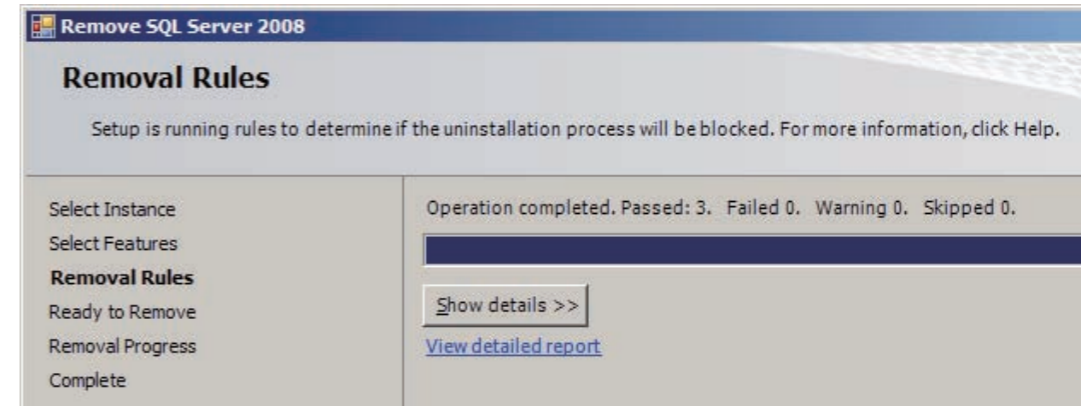 Remove SQL Server 2008
Removal Rules
Setup is running rules to determine if the uninstallation process will be blocked. For more information, click Help.
Select Instance
Select Features
Removal Rules
Ready to Remove
Removal Progress
Complete
Operation completed. Passed: 3. Failed 0. Warning 0. Skipped 0.
Show details >>
View detailed report